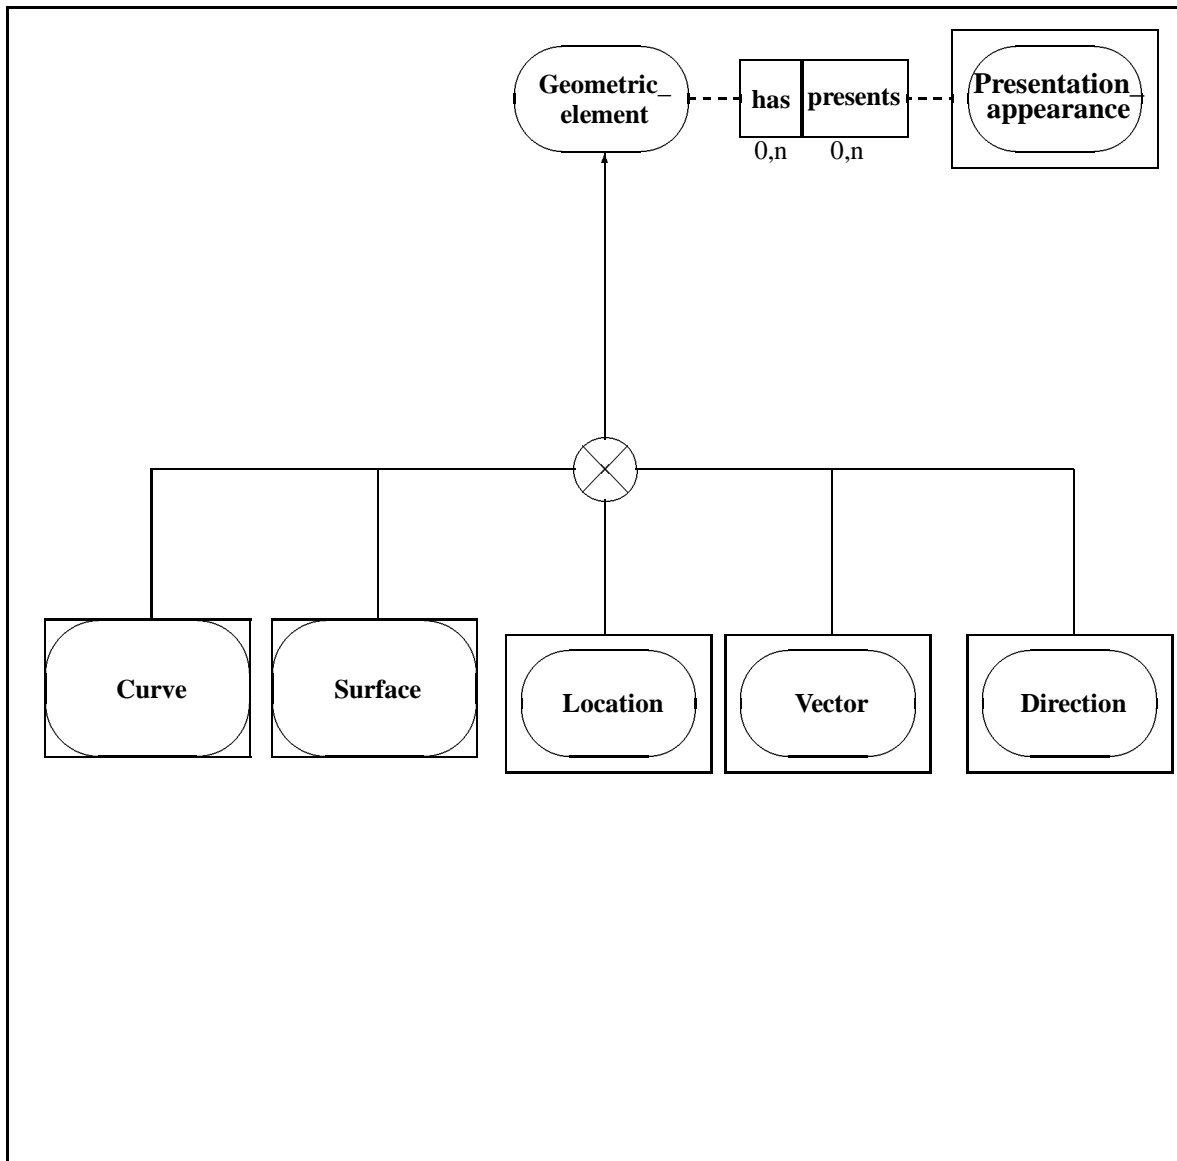 Geometric_
element
has
presents
Presentation_
appearance
0,n
0,n
Curve
Surface
Location
Vector
Direction